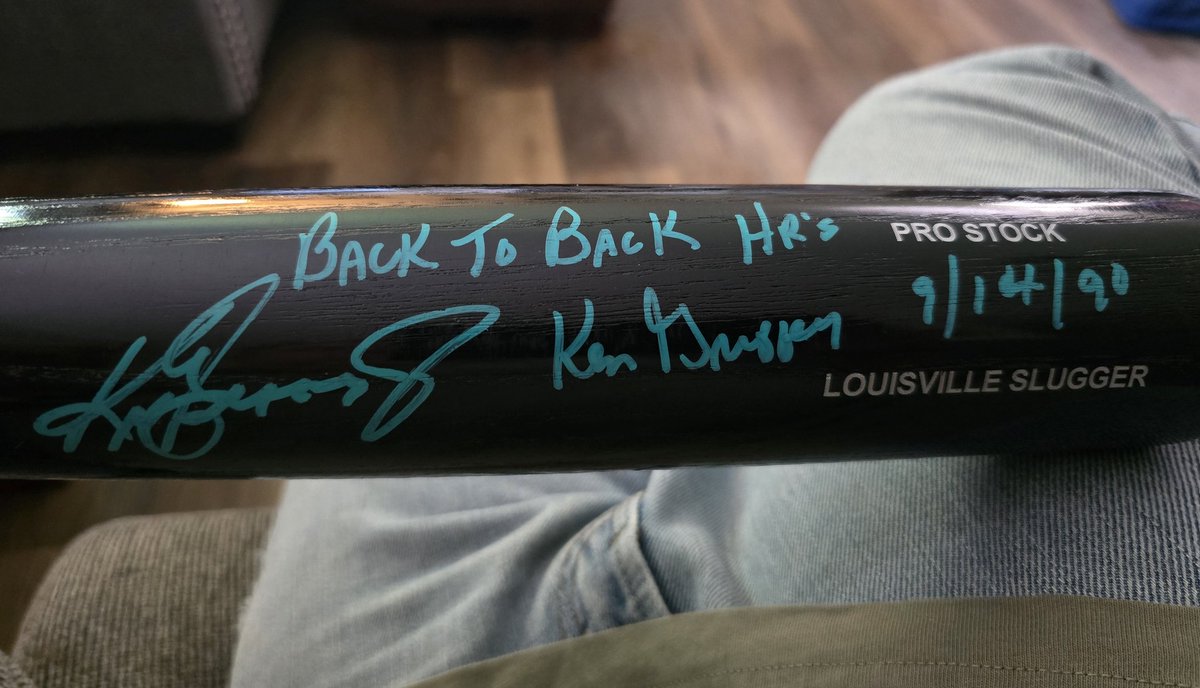 BACK TO BACK HR's
PRO STOCK
9/14/90
Ken Griffey
LOUISVILLE SLUGGER